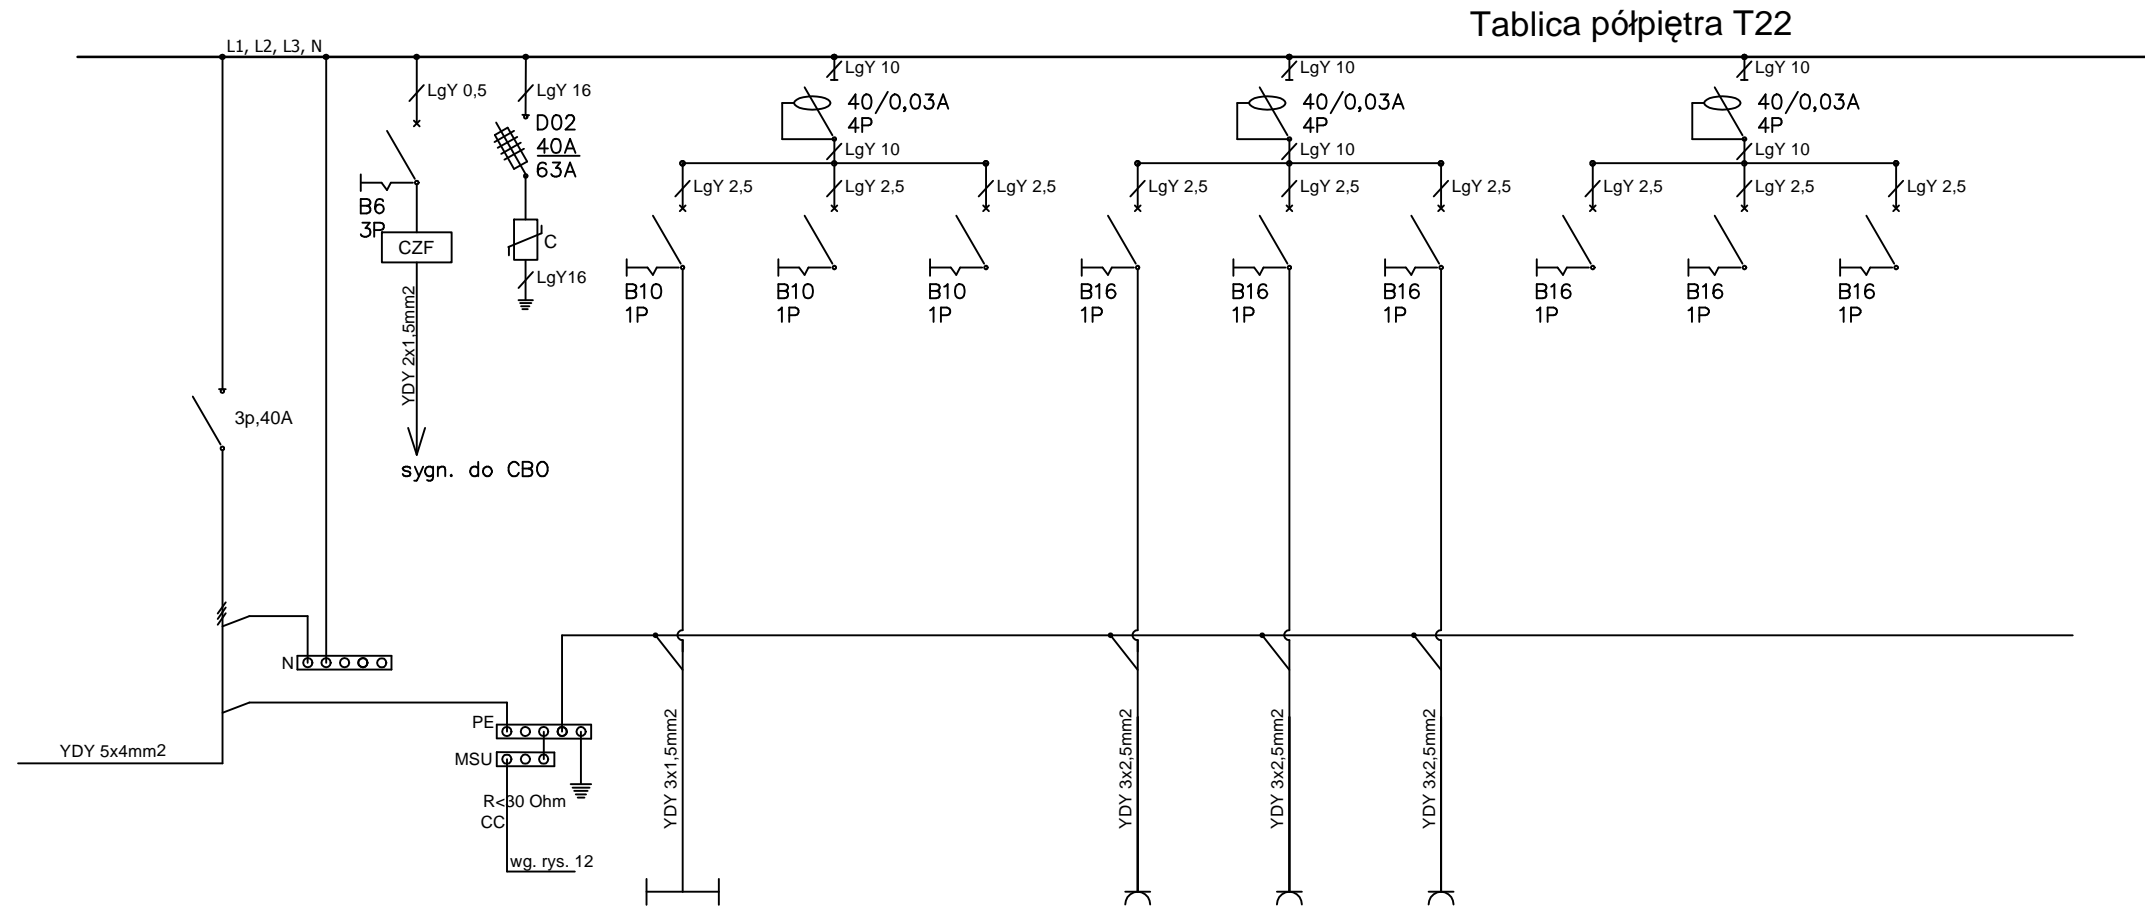 Tablica półpiętra T22
L1, L2, L3, N
LgY 0,5
LgY 16
LgY 10
LgY 10
LgY 10
D02
40A
63A
40/0,03A
4P
40/0,03A
4P
40/0,03A
4P
LgY 10
LgY 10
LgY 10
LgY 2,5
LgY 2,5
LgY 2,5
LgY 2,5
LgY 2,5
LgY 2,5
LgY 2,5
LgY 2,5
LgY 2,5
B6
3P
CZF
C
LgY16
B10
1P
B10
1P
B10
1P
B16
1P
B16
1P
B16
1P
B16
1P
B16
1P
B16
1P
YDY 2x1,5mm2
3p,40A
sygn. do CBO
N
PE
MSU
YDY 5x4mm2
R<30 Ohm
CC
wg. rys. 12
YDY 3x1,5mm2
YDY 3x2,5mm2
YDY 3x2,5mm2
YDY 3x2,5mm2